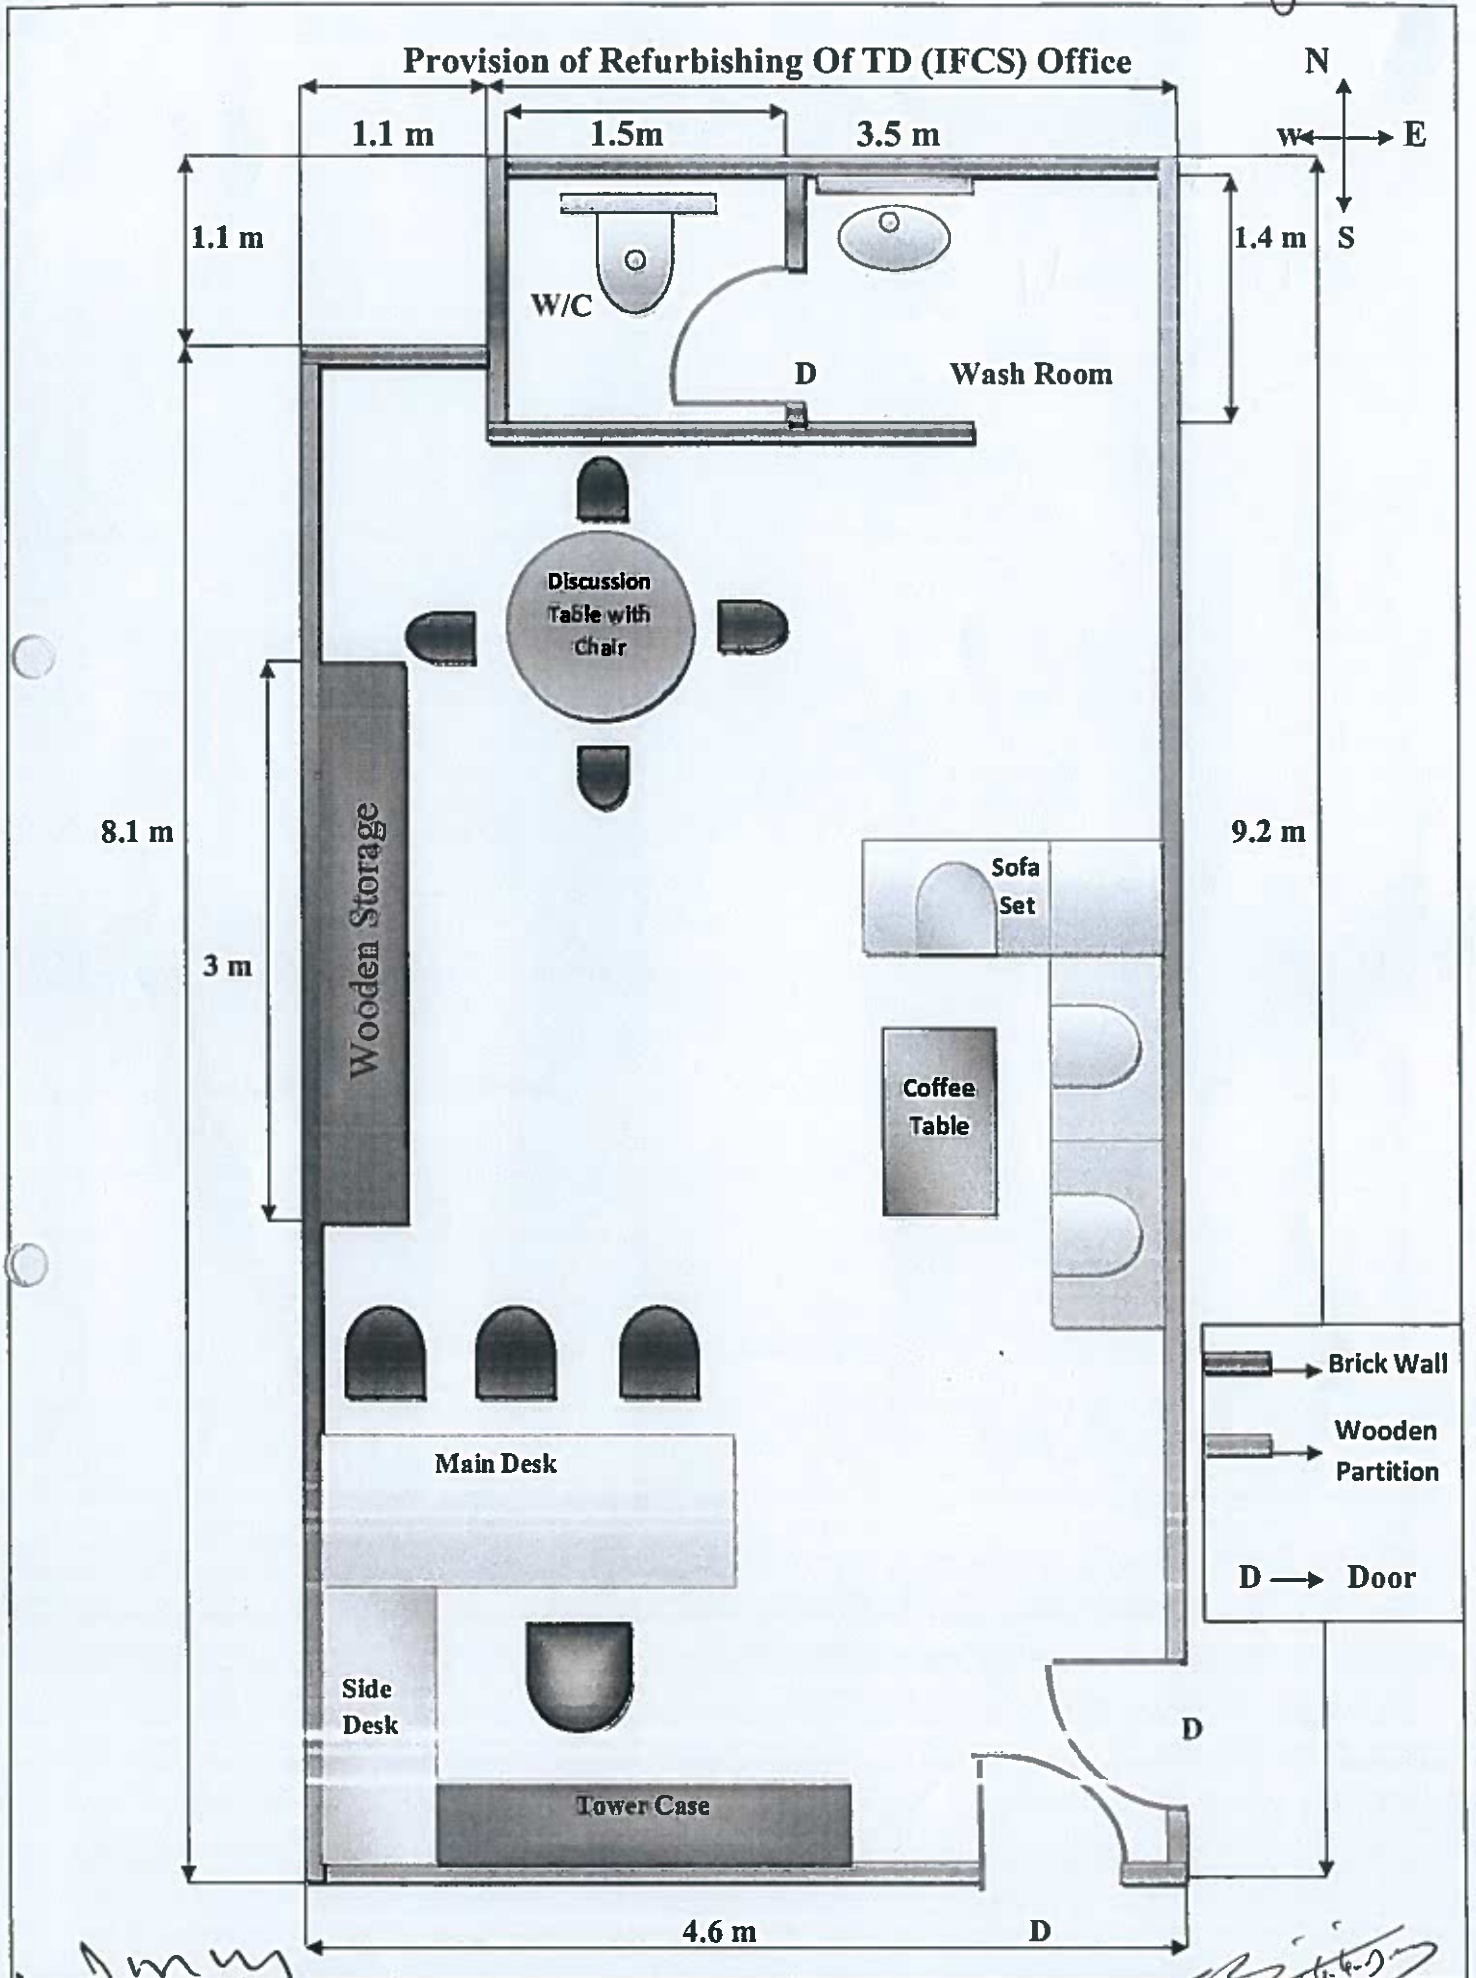 Provision of Refurbishing Of TD (IFCS) Office
N
W
E
S
1.1 m
1.5m
3.5 m
1.1 m
1.4 m
W/C
D
Wash Room
Discussion
Table with
Chair
8.1 m
9.2 m
Wooden Storage
3 m
Sofa
Set
Coffee
Table
Brick Wall
Wooden
Partition
D
Door
Main Desk
Side
Desk
Tower Case
D
4.6 m
D